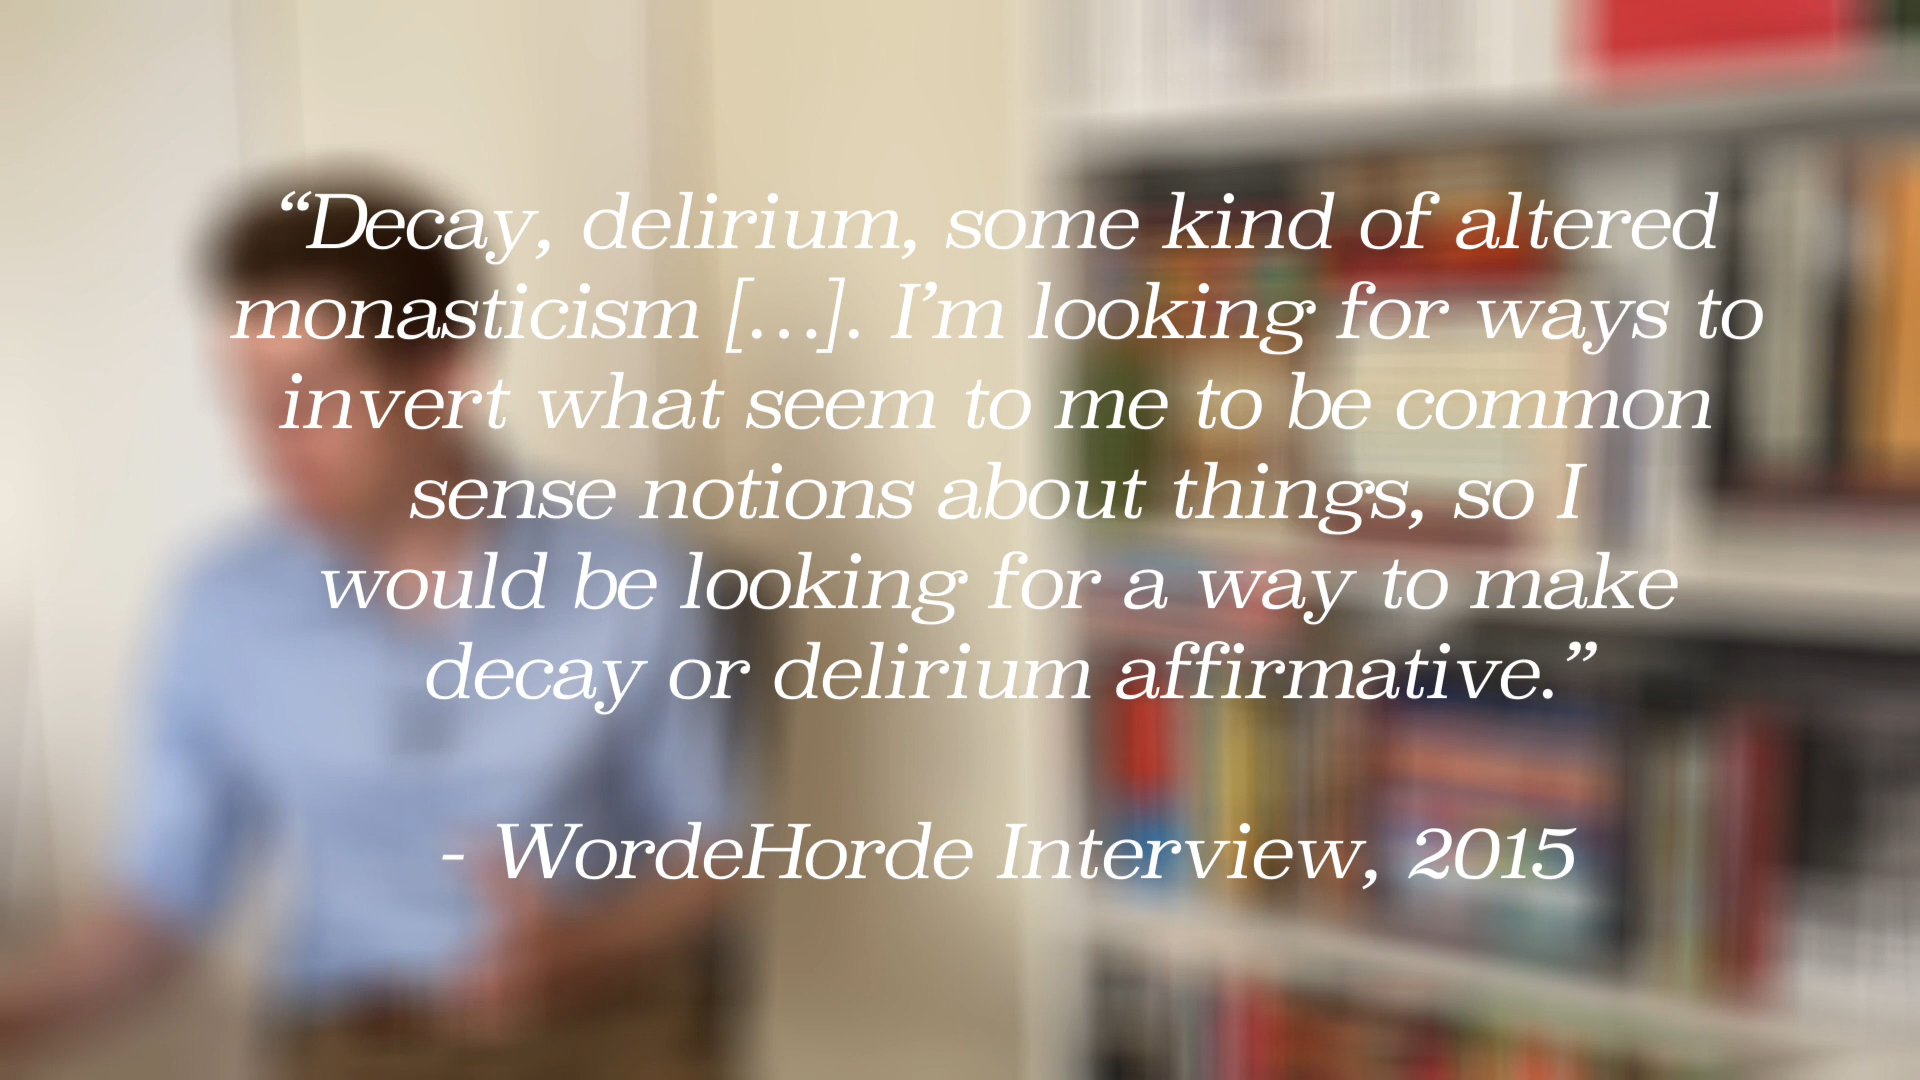 “Decay, delirium, some kind of altered
monasticism [...]. I’m looking for ways to
invert what seem to me to be common
sense notions about things, so I
would be looking for a way to make
decay or delirium affirmative.”
- WordeHorde Interview, 2015